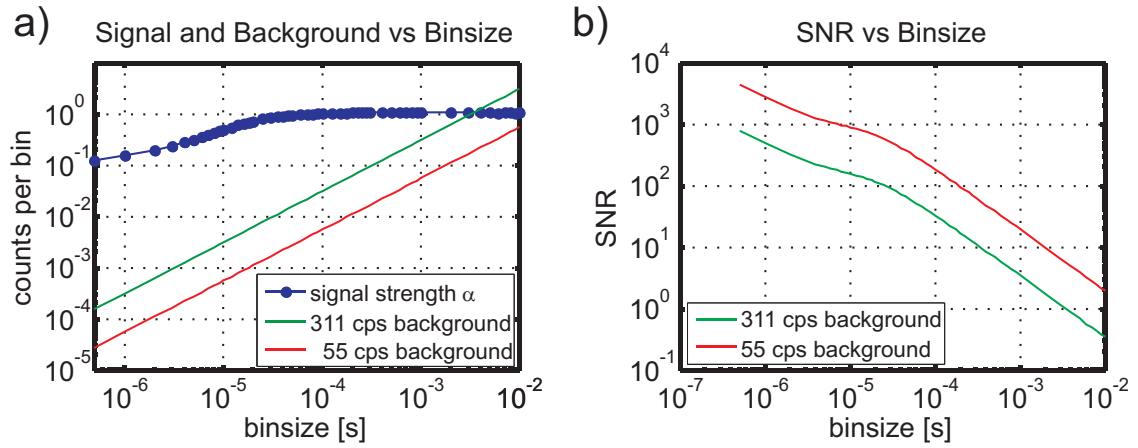 a)
Signal and Background vs Binsize
counts per bin
10^0
10^-1
10^-2
10^-3
10^-4
10^-5
signal strength α
311 cps background
55 cps background
10^-6 10^-5 10^-4 10^-3 10^-2
binsize [s]
b)
SNR vs Binsize
SNR
10^4
10^3
10^2
10^1
10^0
10^-1
311 cps background
55 cps background
10^-7 10^-6 10^-5 10^-4 10^-3 10^-2
binsize [s]